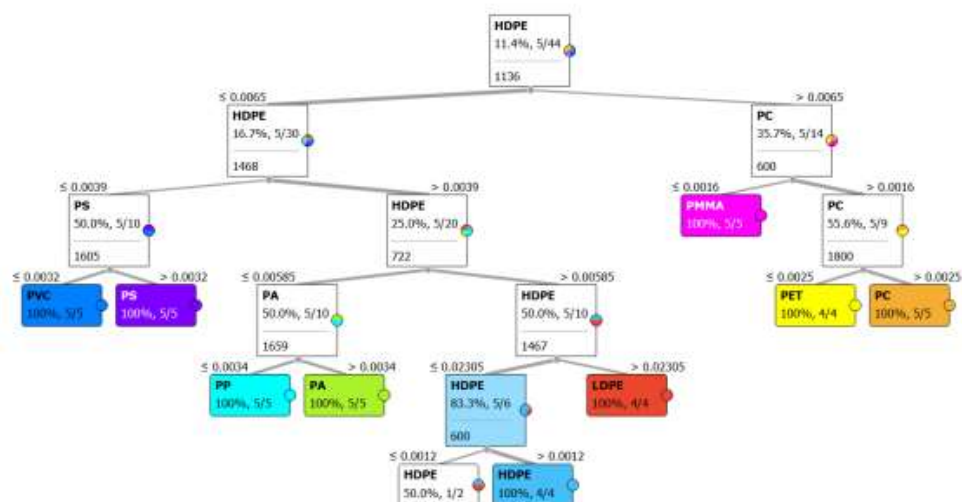 HDPE
11.4%, 5/44
1136
≤ 0.0065
> 0.0065
HDPE
16.7%, 5/30
1468
PC
35.7%, 5/14
600
≤ 0.0039
> 0.0039
≤ 0.0016
> 0.0016
PS
50.0%, 5/10
1605
HDPE
25.0%, 5/20
722
PMMA
100%, 5/5
PC
55.6%, 5/9
1800
≤ 0.0032
> 0.0032
≤ 0.00585
> 0.00585
≤ 0.0025
> 0.0025
PVC
100%, 5/5
PS
100%, 5/5
PA
50.0%, 5/10
1659
HDPE
50.0%, 5/10
1467
PET
100%, 4/4
PC
100%, 5/5
≤ 0.0034
> 0.0034
≤ 0.02305
> 0.02305
PP
100%, 5/5
PA
100%, 5/5
HDPE
83.3%, 5/6
600
LDPE
100%, 4/4
≤ 0.0012
> 0.0012
HDPE
50.0%, 1/2
HDPE
100%, 4/4